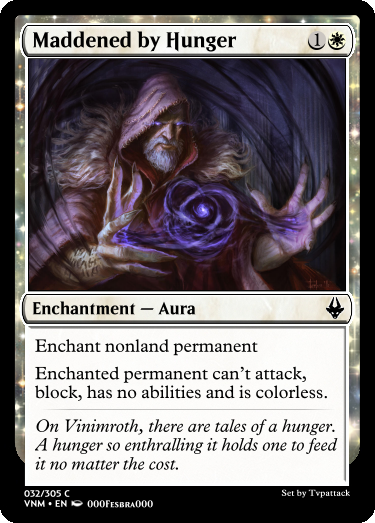 Maddened by Hunger 1
Enchantment — Aura
Enchant nonland permanent
Enchanted permanent can't attack,
block, has no abilities and is colorless.
On Vinimroth, there are tales of a hunger.
A hunger so enthralling it holds one to feed
it no matter the cost.
032/305 C
VNM • EN 000Fesbra000
Set by Tvpattack